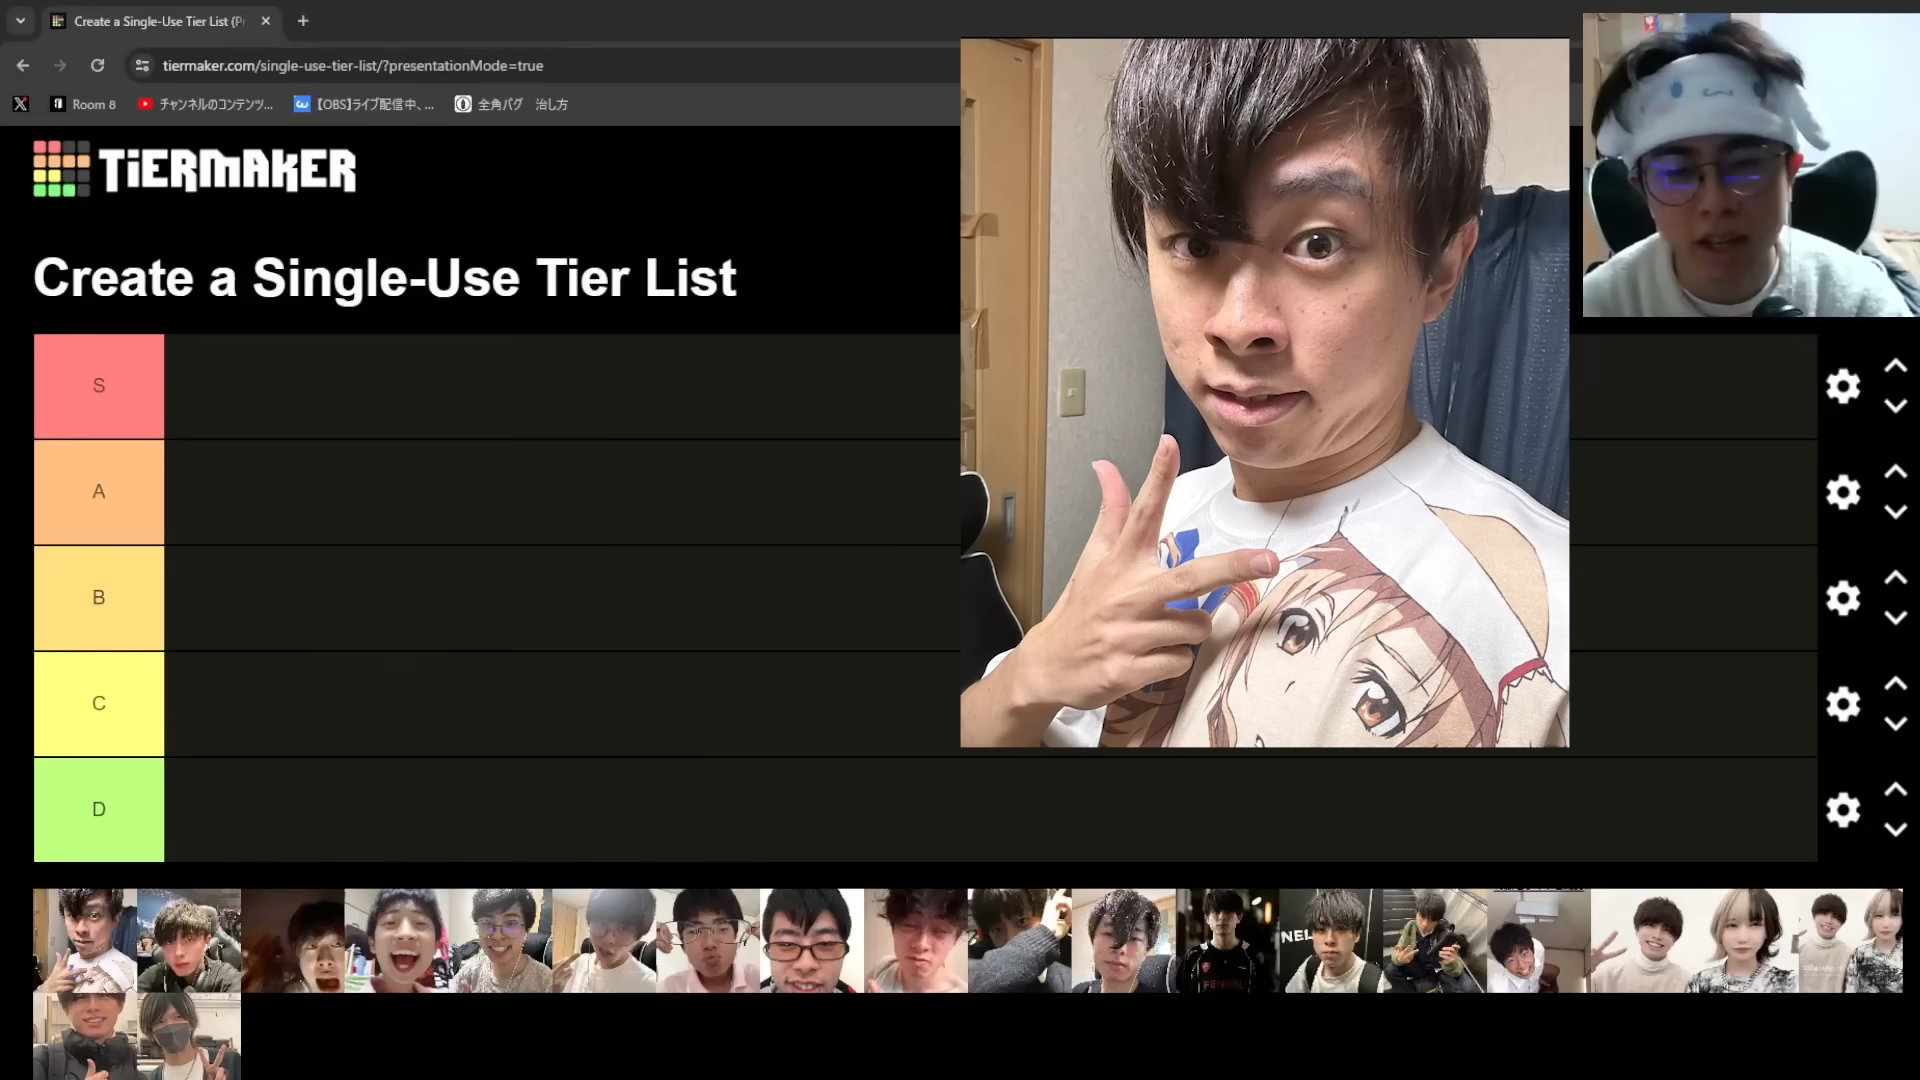 Create a Single-Use Tier List (Pr
tiermaker.com/single-use-tier-list/?presentationMode=true
Room 8
チャンネルのコンテンツ...
【OBS】ライブ配信中、...
全角バグ 治し方
TiERMAKER
Create a Single-Use Tier List
S
A
B
C
D
NEL